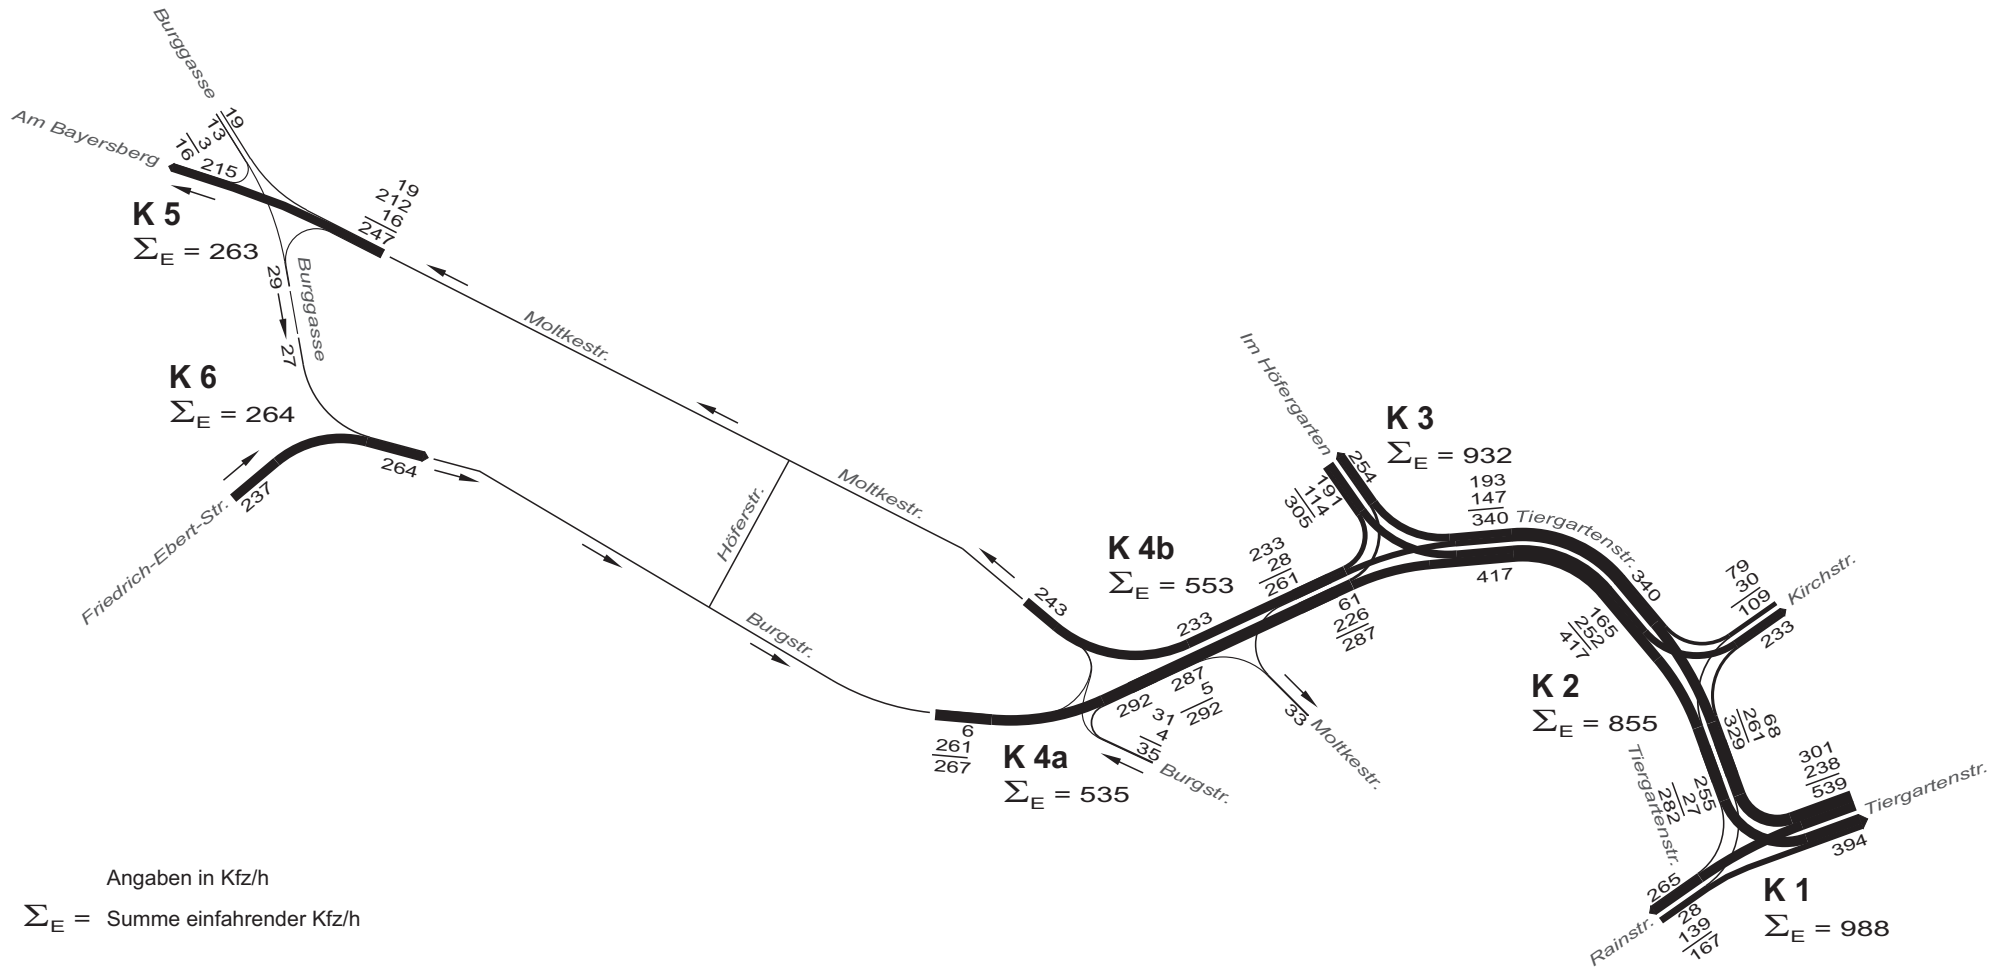 Burggasse
Am Bayersberg
19
13
3
16
215
K 5
ΣE = 263
19
212
16
247
29
Burggasse
27
Moltkestr.
K 6
ΣE = 264
264
237
Friedrich-Ebert-Str.
Höferstr.
Moltkestr.
Burgstr.
243
K 4b
ΣE = 553
233
233
28
261
Im Höfergarten
254
191
114
305
K 3
ΣE = 932
193
147
340
Tiergartenstr.
417
340
61
226
287
79
30
109
Kirchstr.
233
165
252
417
K 2
ΣE = 855
68
261
329
6
261
267
K 4a
ΣE = 535
292
287
5
292
31
4
35
Burgstr.
33
Moltkestr.
Tiergartenstr.
255
27
282
301
238
539
Tiergartenstr.
394
265
28
139
167
Rainstr.
K 1
ΣE = 988
Angaben in Kfz/h
ΣE = Summe einfahrender Kfz/h